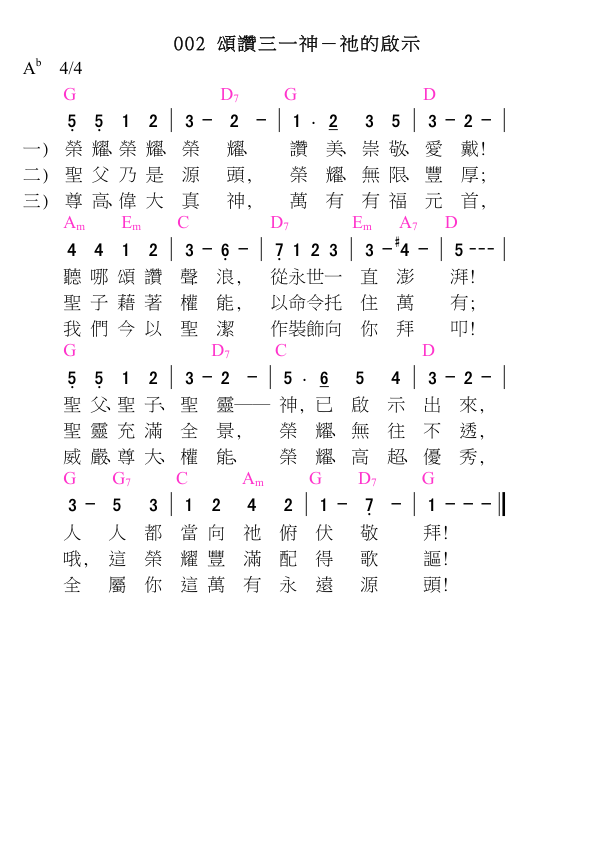 002 頌讚三一神－祂的啟示
A♭ 4/4
G D7 G D
5̣ 5̣ 1 2 | 3 - 2 - | 1 . 2̲ 3 5 | 3 - 2 - |
一) 榮耀、榮耀、榮 耀、 讚 美、崇敬、愛 戴!
二) 聖父乃是 源 頭, 榮 耀、無限、豐 厚;
三) 尊高、偉大 真 神, 萬 有 有 福 元 首,
Am Em C D7 Em A7 D
4 4 1 2 | 3 - 6̣ - | 7̣ 1 2 3 | 3 - #4 - | 5 - - - |
聽哪頌讚 聲 浪, 從永世一 直 澎 湃!
聖子藉著 權 能, 以命令托 住 萬 有;
我們今以 聖 潔 作裝飾向 你 拜 叩!
G D7 C D
5̣ 5̣ 1 2 | 3 - 2 - | 5 . 6̲ 5 4 | 3 - 2 - |
聖父、聖子、聖 靈── 神,已 啟 示 出 來,
聖靈充滿 全 景, 榮 耀、無 往 不 透,
威嚴、尊大、權 能、 榮 耀、高 超、優 秀,
G G7 C Am G D7 G
3 - 5 3 | 1 2 4 2 | 1 - 7̣ - | 1 - - - ‖
人 人 都 當 向 祂 俯 伏 敬 拜!
哦, 這 榮 耀 豐 滿 配 得 歌 謳!
全 屬 你 這 萬 有 永 遠 源 頭!